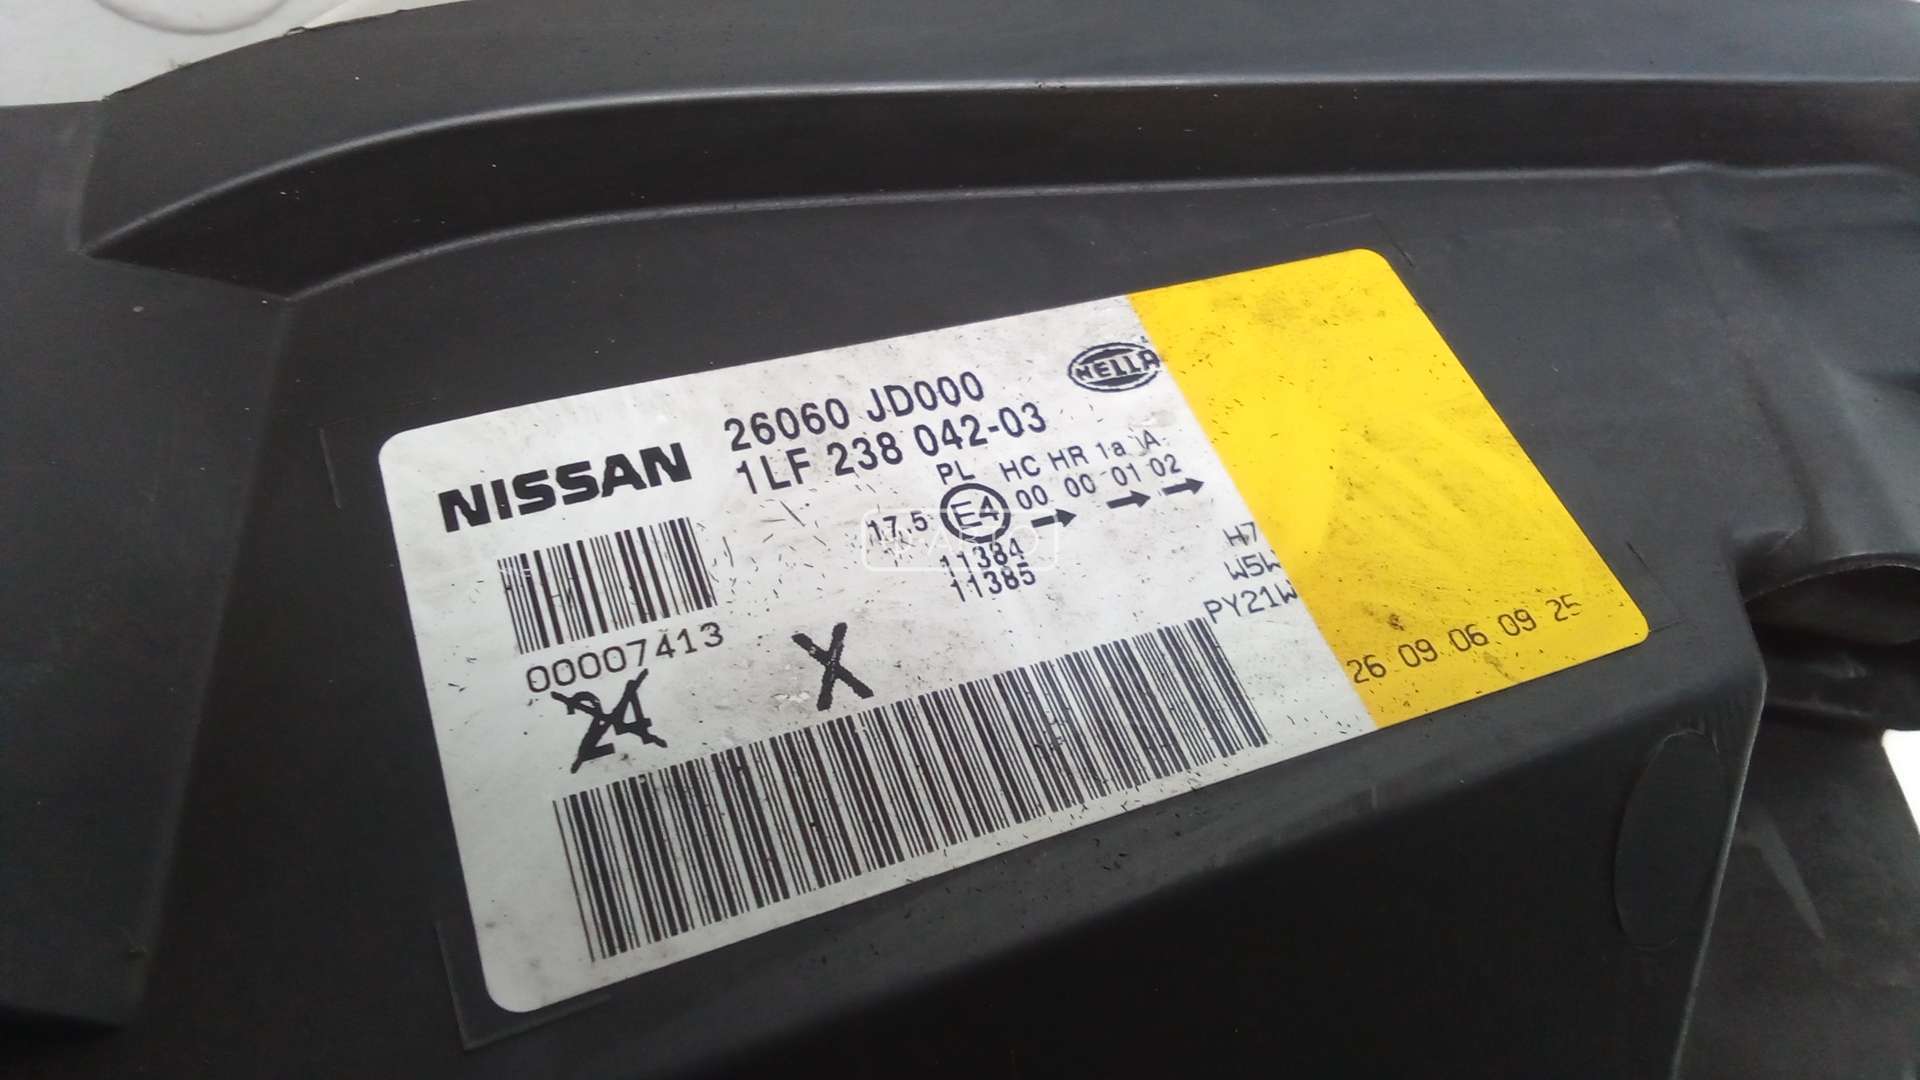 NISSAN
26060 JD000
1LF 238 042-03
HELLA
PL HC HR 1a
17.5 E4 00 00 01 02
11384
11385
H7
W5W
PY21W
00007413
24
X
26 09 06 09 25